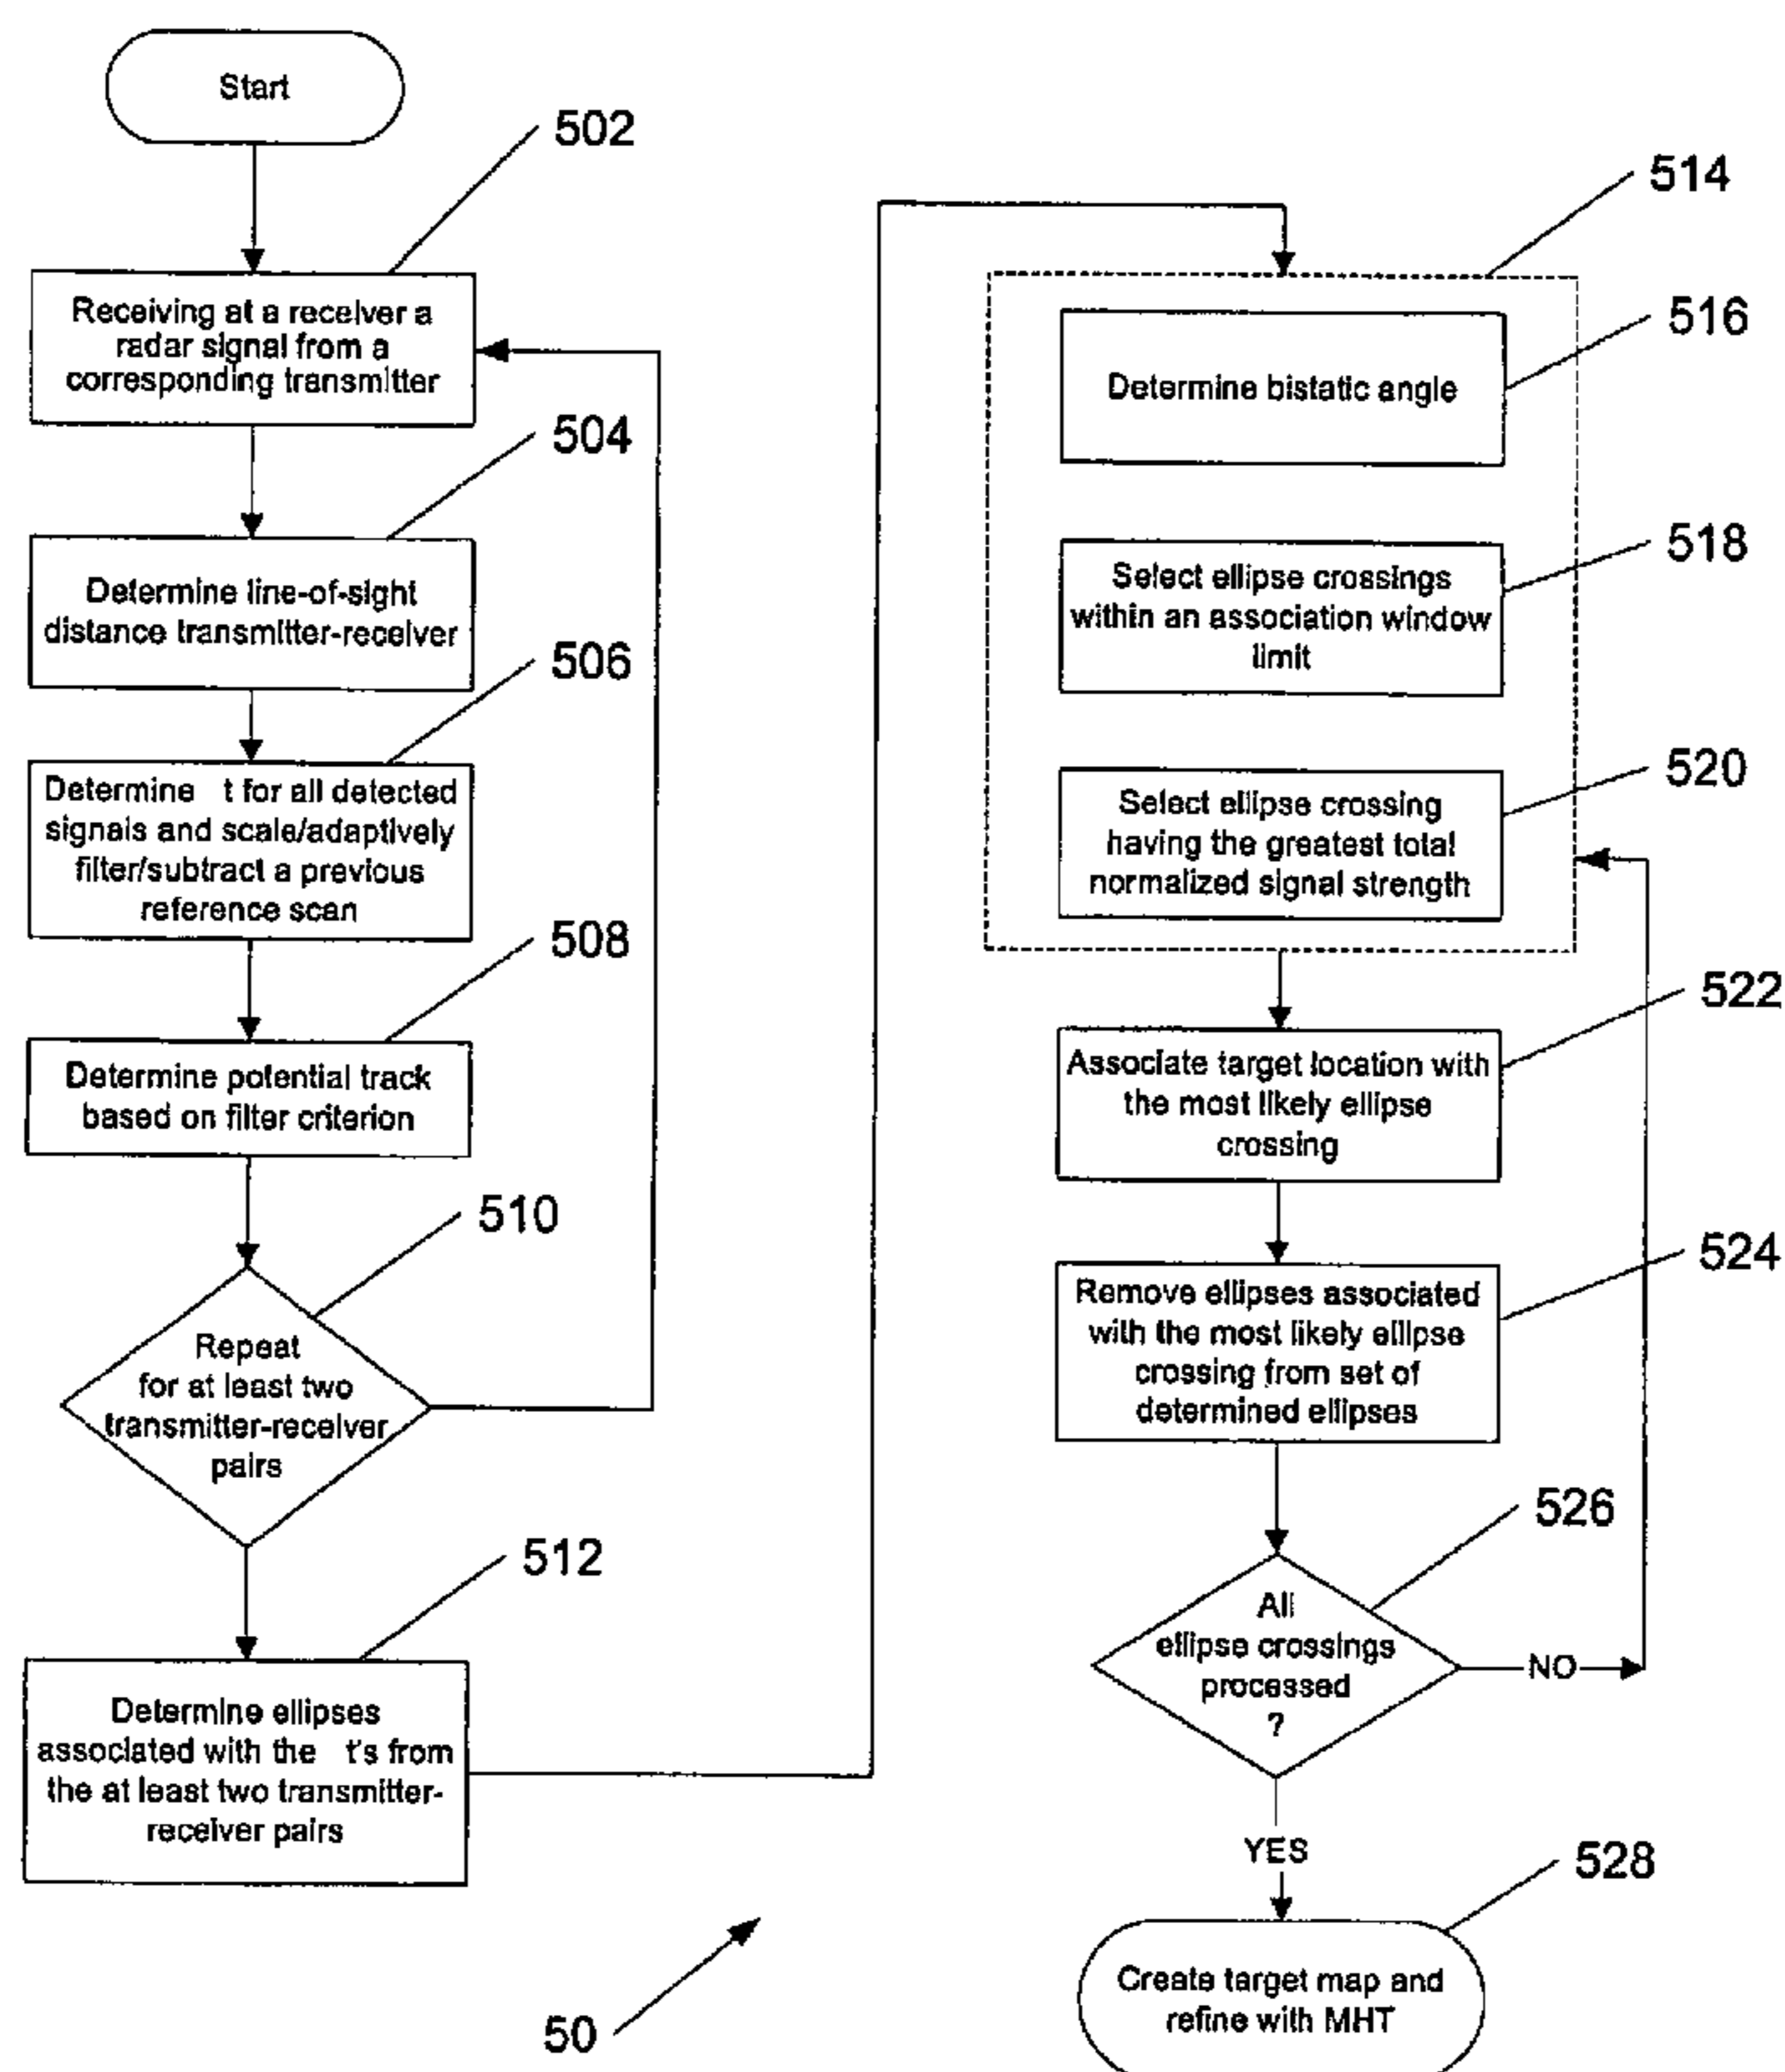 Start
502
Receiving at a receiver a
radar signal from a
corresponding transmitter
504
Determine line-of-sight
distance transmitter-receiver
506
Determine t for all detected
signals and scale/adaptively
filter/subtract a previous
reference scan
508
Determine potential track
based on filter criterion
510
Repeat
for at least two
transmitter-receiver
pairs
512
Determine ellipses
associated with the t's from
the at least two transmitter-
receiver pairs
514
516
Determine bistatic angle
518
Select ellipse crossings
within an association window
limit
520
Select ellipse crossing
having the greatest total
normalized signal strength
522
Associate target location with
the most likely ellipse
crossing
524
Remove ellipses associated
with the most likely ellipse
crossing from set of
determined ellipses
526
All
ellipse crossings
processed
?
NO
YES
528
Create target map and
refine with MHT
50